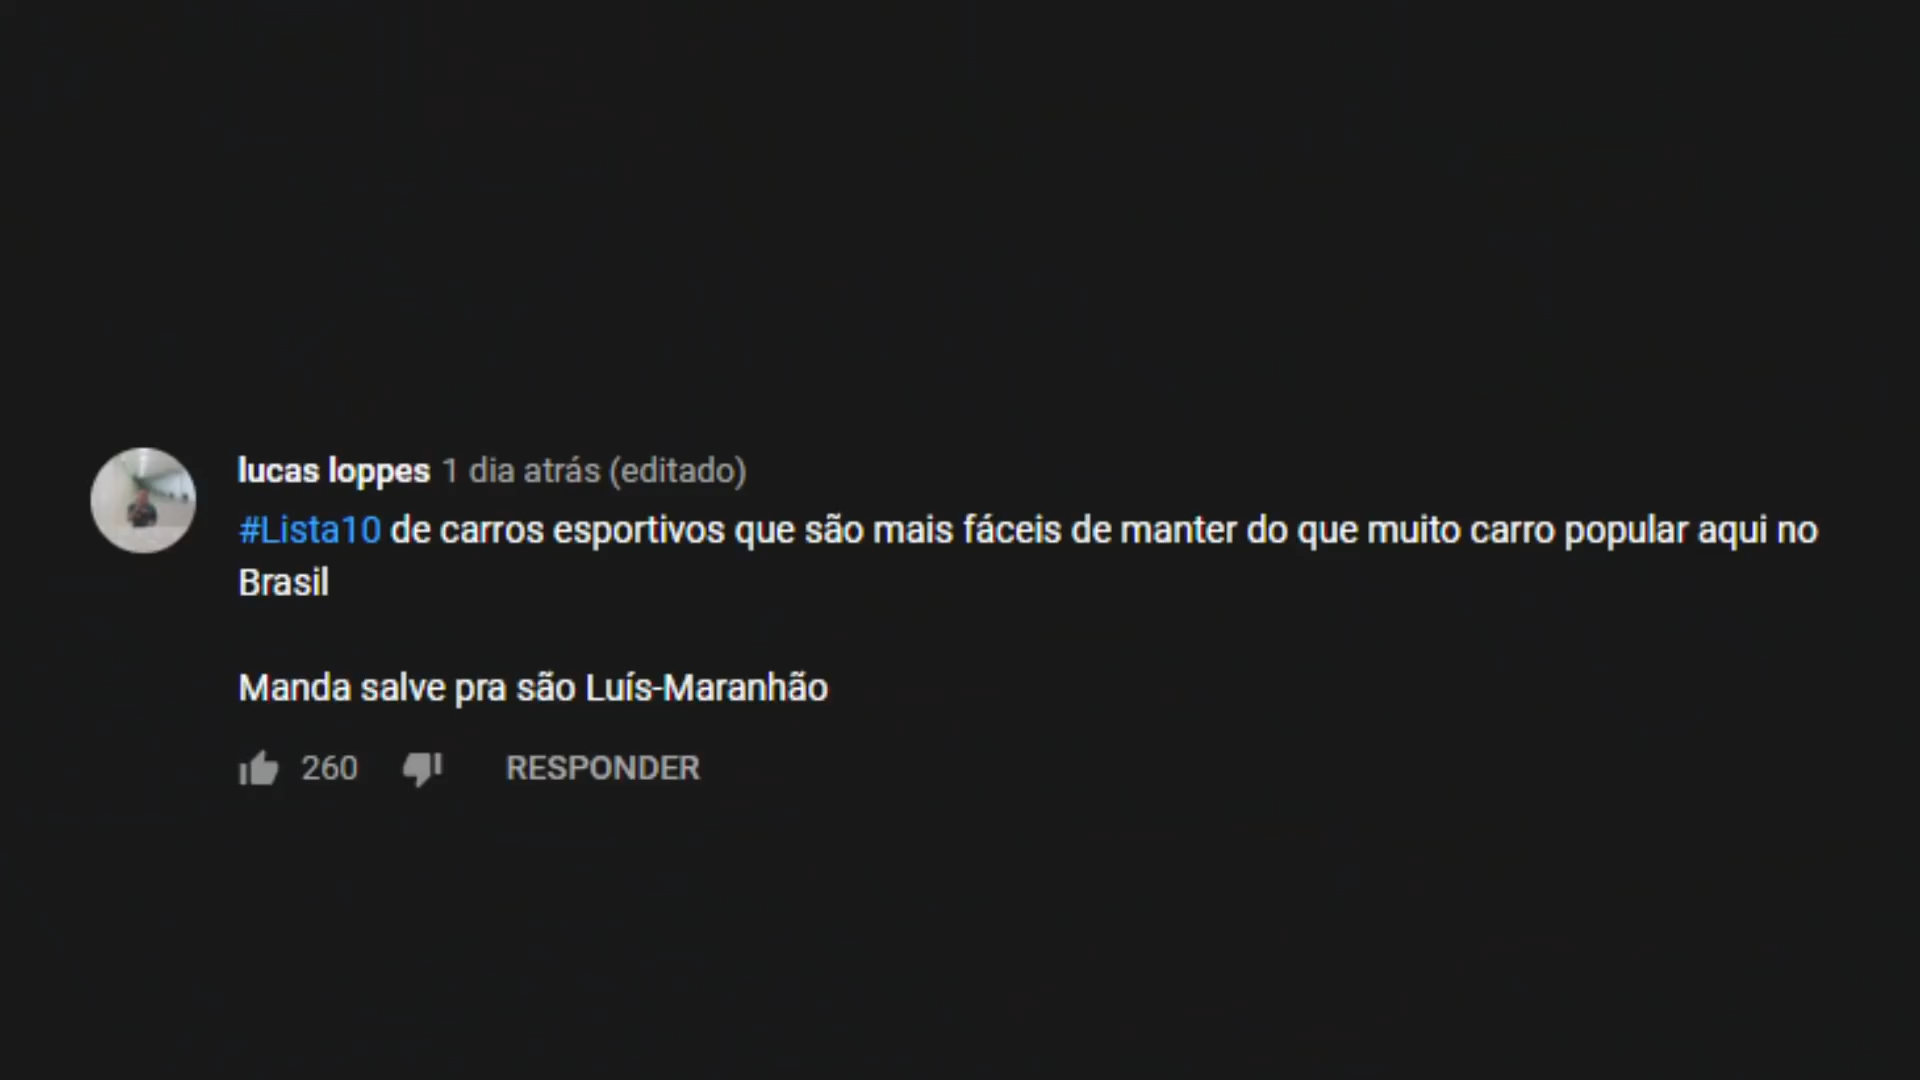 lucas loppes 1 dia atrás (editado)
#Lista10 de carros esportivos que são mais fáceis de manter do que muito carro popular aqui no
Brasil
Manda salve pra são Luís-Maranhão
260 RESPONDER